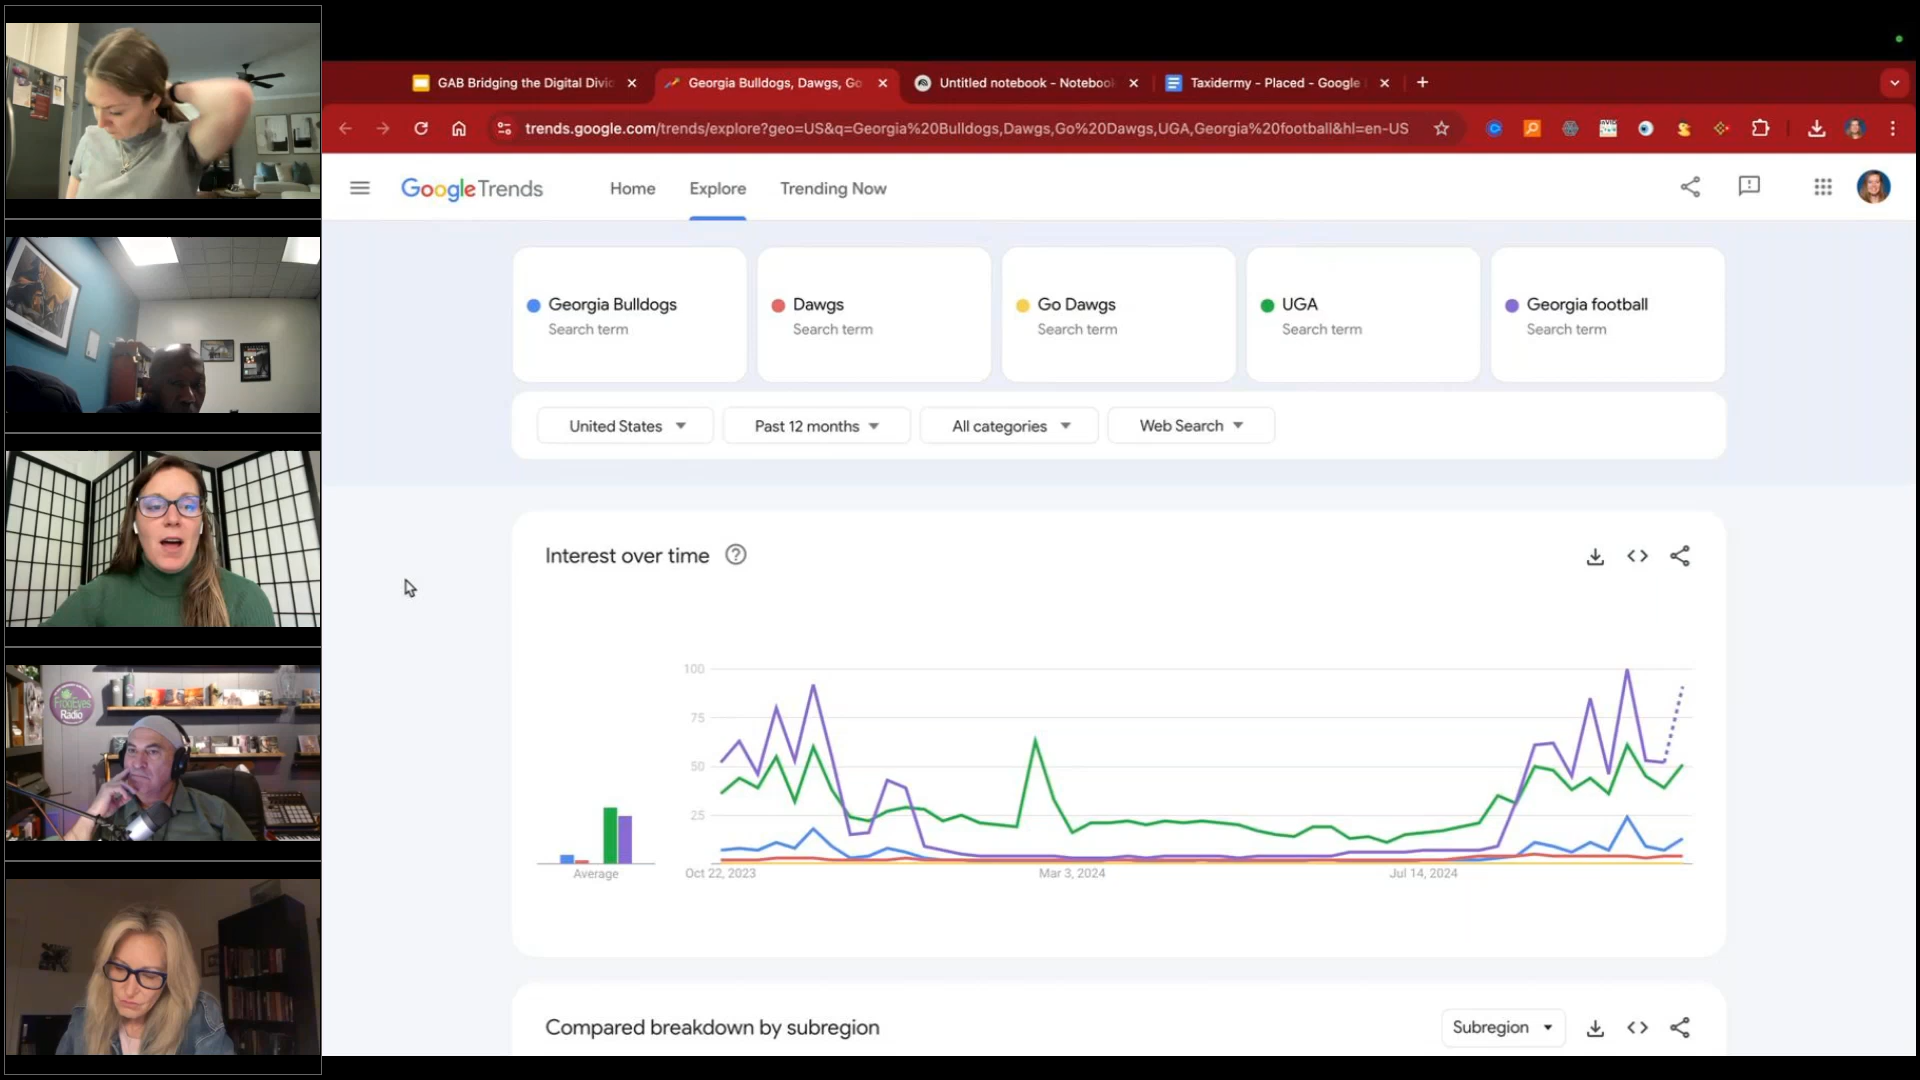 GAB Bridging the Digital Divic
Georgia Bulldogs, Dawgs, Go
Untitled notebook - Notebook
Taxidermy - Placed - Google
trends.google.com/trends/explore?geo=US&q=Georgia%20Bulldogs,Dawgs,Go%20Dawgs,UGA,Georgia%20football&hl=en-US
Google Trends
Home
Explore
Trending Now
Georgia Bulldogs
Search term
Dawgs
Search term
Go Dawgs
Search term
UGA
Search term
Georgia football
Search term
United States
Past 12 months
All categories
Web Search
Interest over time
100
75
50
25
Average
Oct 22, 2023
Mar 3, 2024
Jul 14, 2024
Compared breakdown by subregion
Subregion
FrogEyes
Radio